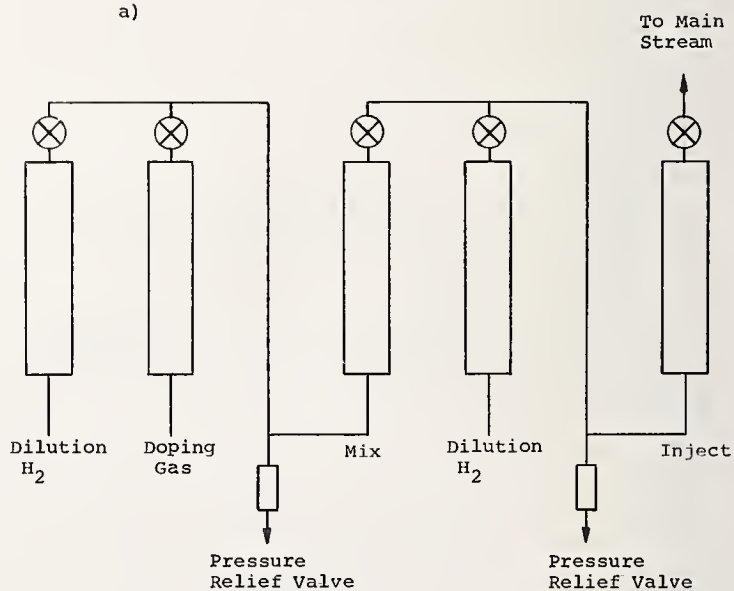 a)
To Main
Stream
Dilution
H2
Doping
Gas
Mix
Dilution
H2
Inject
Pressure
Relief Valve
Pressure
Relief Valve